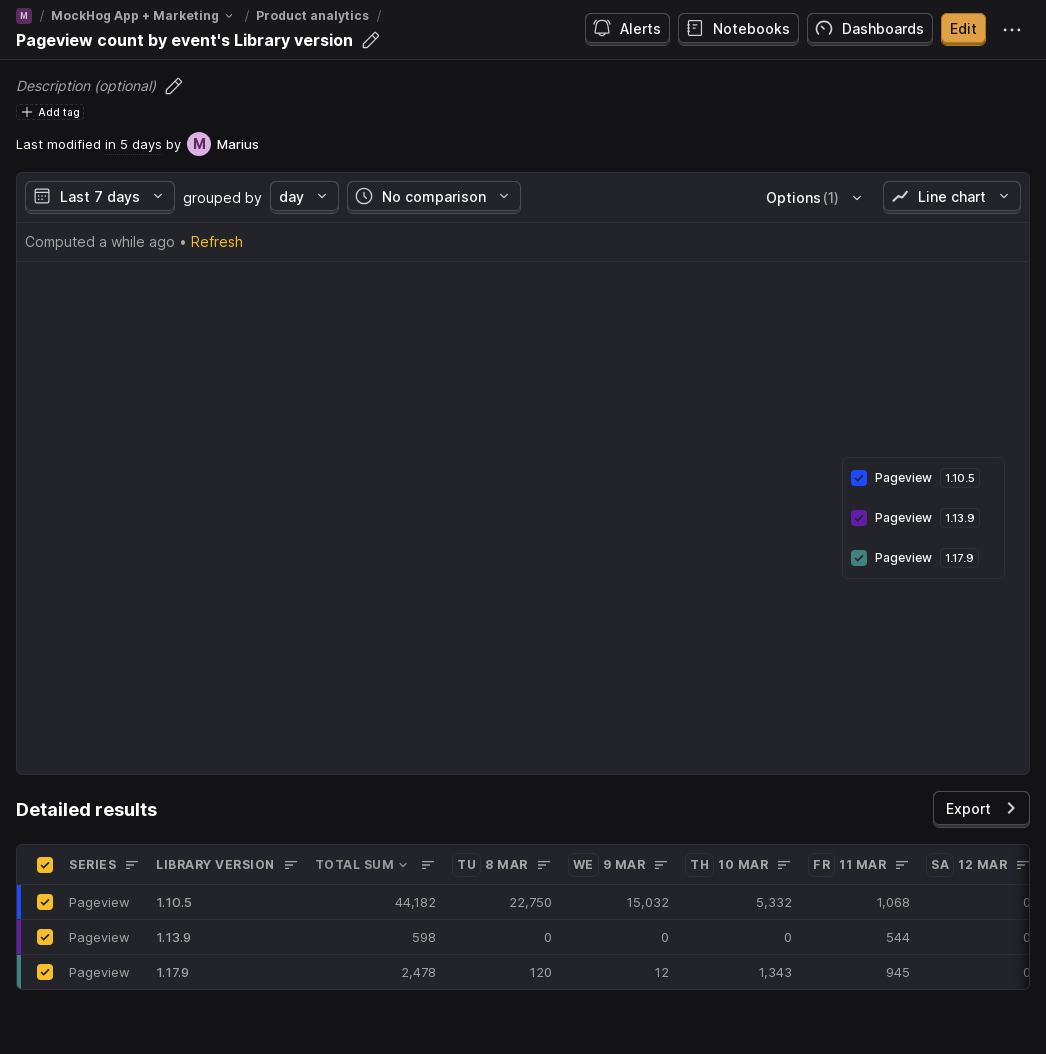 M / MockHog App + Marketing / Product analytics /
Pageview count by event's Library version
Alerts Notebooks Dashboards Edit
Description (optional)
Add tag
Last modified in 5 days by M Marius
Last 7 days grouped by day No comparison Options (1) Line chart
Computed a while ago • Refresh
Pageview 1.10.5
Pageview 1.13.9
Pageview 1.17.9
Detailed results Export
SERIES LIBRARY VERSION TOTAL SUM TU 8 MAR WE 9 MAR TH 10 MAR FR 11 MAR SA 12 MAR
Pageview 1.10.5 44,182 22,750 15,032 5,332 1,068 0
Pageview 1.13.9 598 0 0 0 544 0
Pageview 1.17.9 2,478 120 12 1,343 945 0